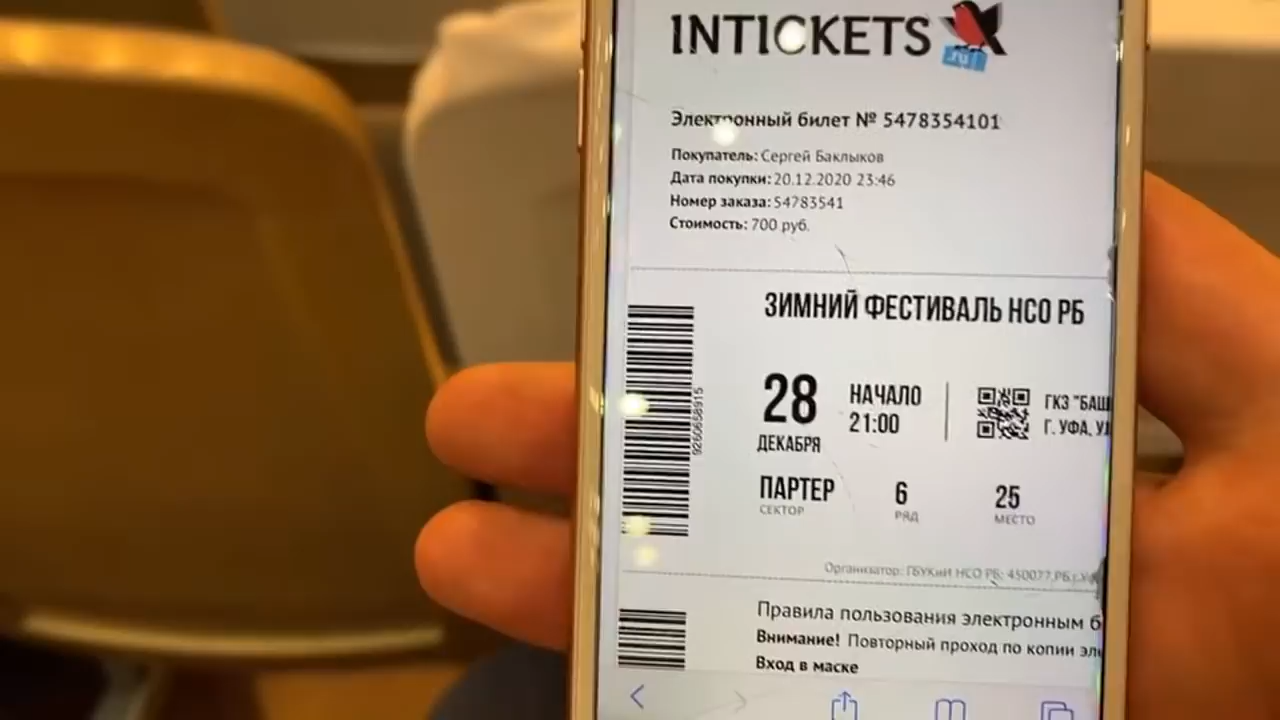 INTICKETS
.ru
Электронный билет № 5478354101
Покупатель: Сергей Баклыков
Дата покупки: 20.12.2020 23:46
Номер заказа: 54783541
Стоимость: 700 руб.
ЗИМНИЙ ФЕСТИВАЛЬ НСО РБ
28
ДЕКАБРЯ
НАЧАЛО
21:00
ГКЗ "БАШ
Г. УФА, УЛ
9260658915
ПАРТЕР
СЕКТОР
6
РЯД
25
МЕСТО
Организатор: ГБУКиИ НСО РБ; 450077,РБ,г.Уф
Правила пользования электронным б
Внимание! Повторный проход по копии эле
Вход в маске